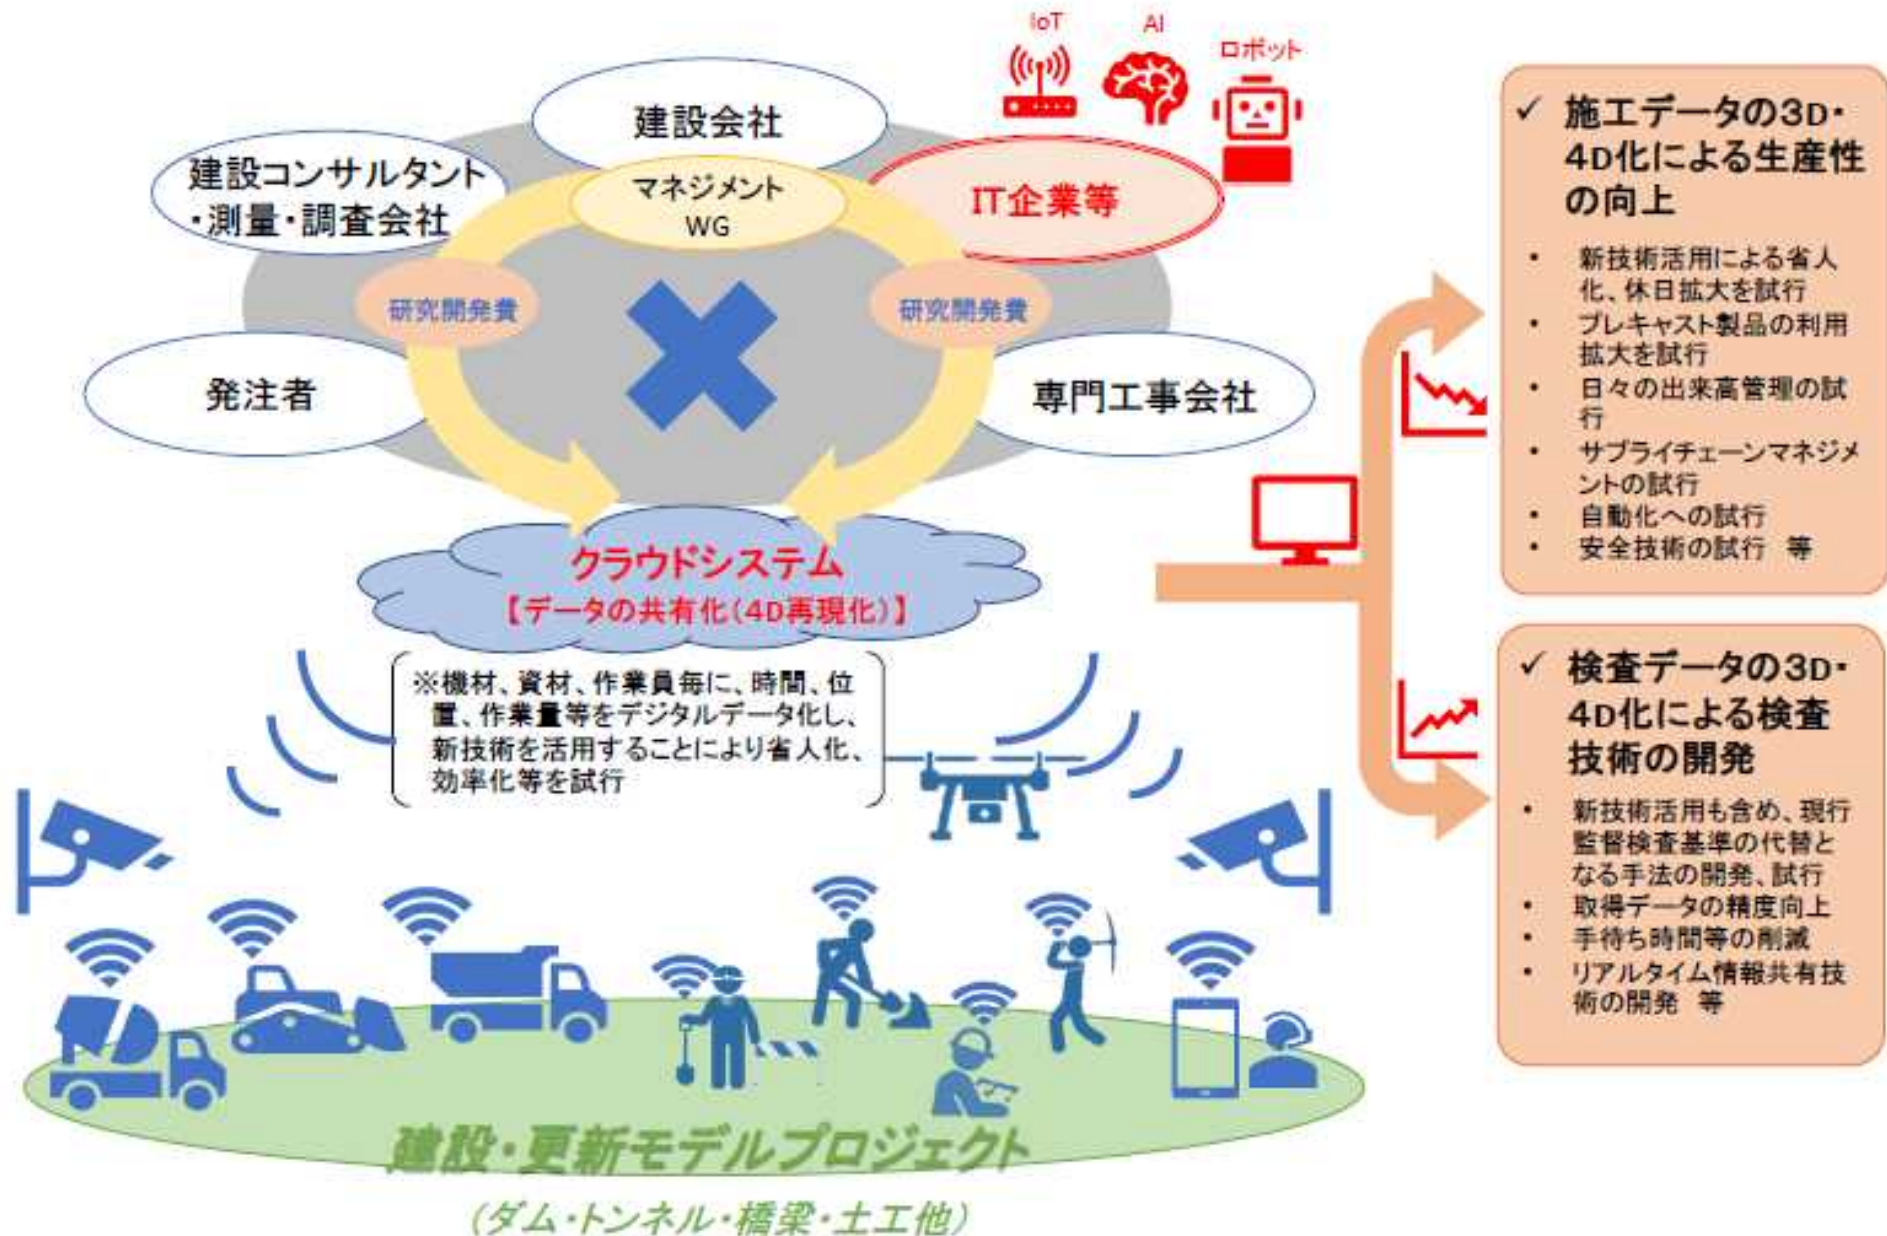 IoT
AI
ロボット
建設会社
建設コンサルタント
・測量・調査会社
マネジメント
WG
IT企業等
研究開発費
研究開発費
発注者
専門工事会社
クラウドシステム
【データの共有化(4D再現化)】
※機材、資材、作業員毎に、時間、位
置、作業量等をデジタルデータ化し、
新技術を活用することにより省人化、
効率化等を試行
建設・更新モデルプロジェクト
(ダム・トンネル・橋梁・土工他)
✓ 施工データの3D・
4D化による生産性
の向上
• 新技術活用による省人
化、休日拡大を試行
• プレキャスト製品の利用
拡大を試行
• 日々の出来高管理の試
行
• サプライチェーンマネジメ
ントの試行
• 自動化への試行
• 安全技術の試行 等
✓ 検査データの3D・
4D化による検査
技術の開発
• 新技術活用も含め、現行
監督検査基準の代替と
なる手法の開発、試行
• 取得データの精度向上
• 手待ち時間等の削減
• リアルタイム情報共有技
術の開発 等